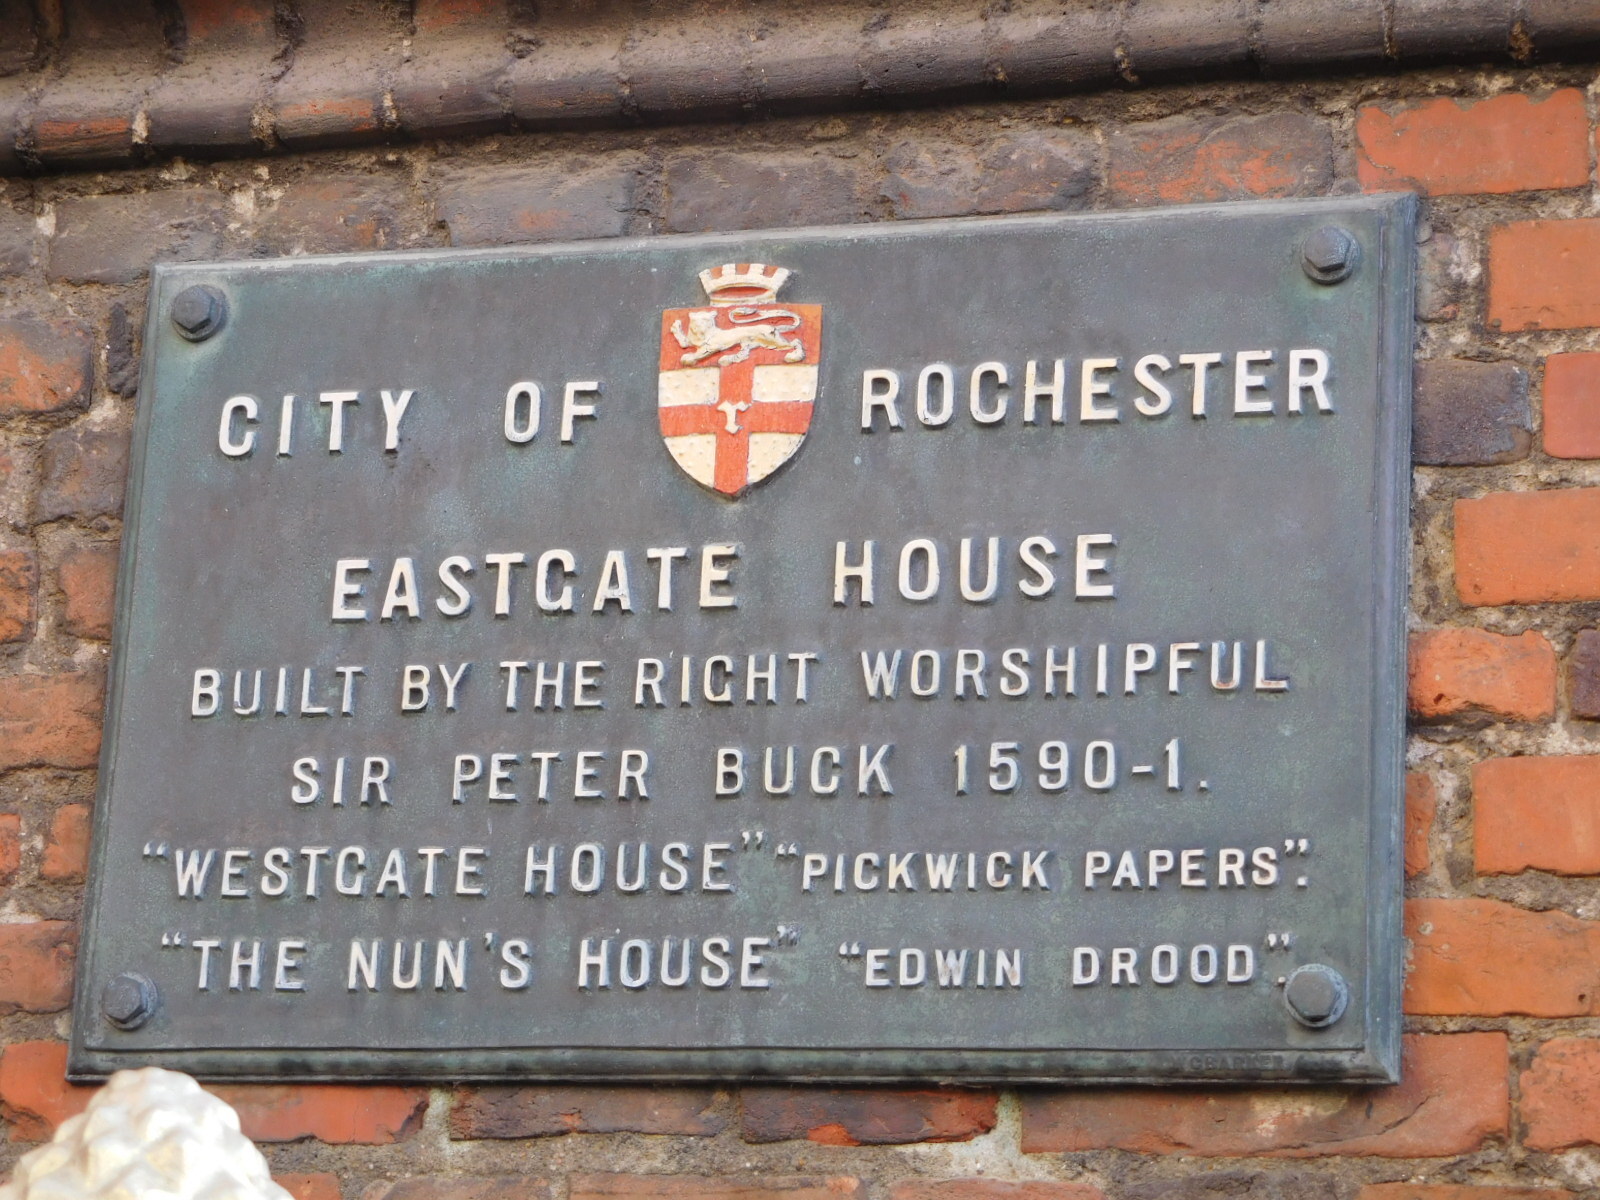 CITY OF ROCHESTER
r
EASTGATE HOUSE
BUILT BY THE RIGHT WORSHIPFUL
SIR PETER BUCK 1590-1.
“WESTGATE HOUSE” “PICKWICK PAPERS”.
“THE NUN'S HOUSE” “EDWIN DROOD”.